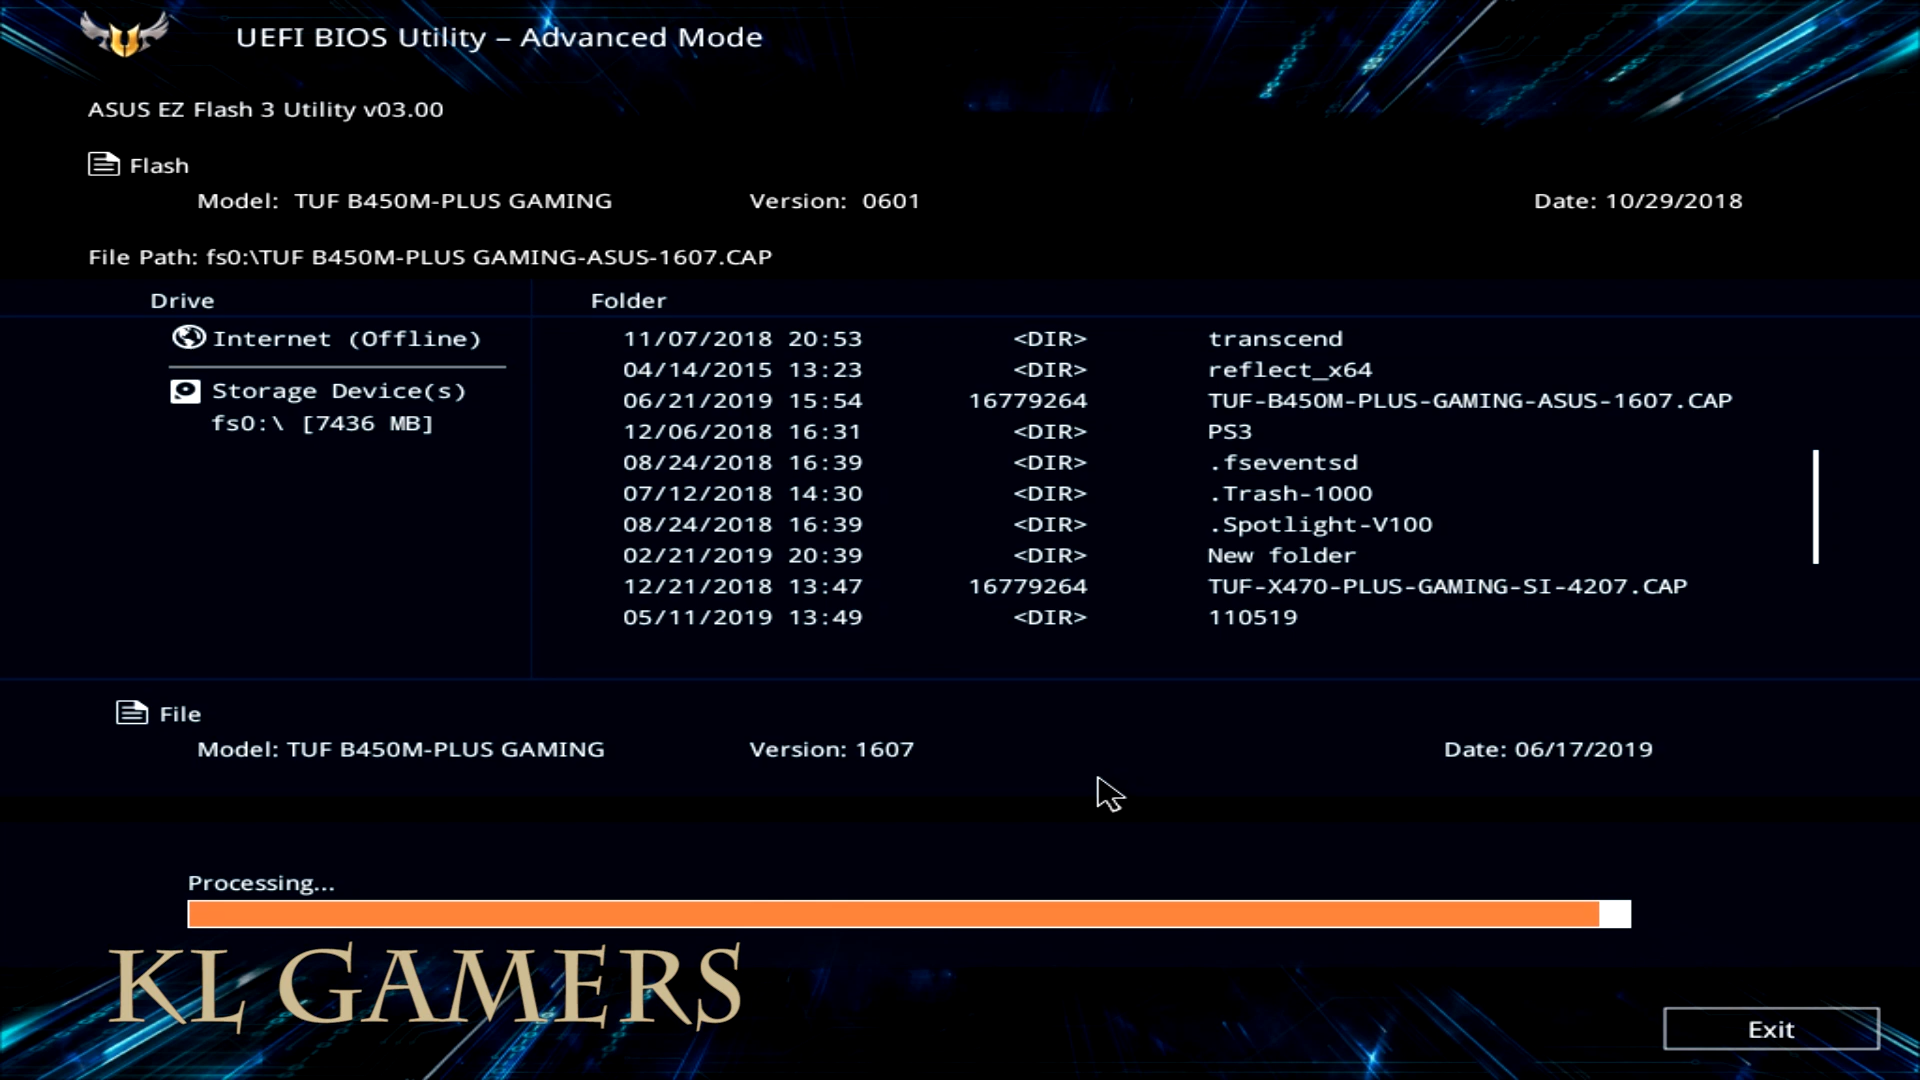 UEFI BIOS Utility – Advanced Mode
ASUS EZ Flash 3 Utility v03.00
Flash
Model: TUF B450M-PLUS GAMING Version: 0601 Date: 10/29/2018
File Path: fs0:\TUF B450M-PLUS GAMING-ASUS-1607.CAP
Drive Folder
Internet (Offline)
Storage Device(s)
fs0:\ [7436 MB]
11/07/2018 20:53 <DIR> transcend
04/14/2015 13:23 <DIR> reflect_x64
06/21/2019 15:54 16779264 TUF-B450M-PLUS-GAMING-ASUS-1607.CAP
12/06/2018 16:31 <DIR> PS3
08/24/2018 16:39 <DIR> .fseventsd
07/12/2018 14:30 <DIR> .Trash-1000
08/24/2018 16:39 <DIR> .Spotlight-V100
02/21/2019 20:39 <DIR> New folder
12/21/2018 13:47 16779264 TUF-X470-PLUS-GAMING-SI-4207.CAP
05/11/2019 13:49 <DIR> 110519
File
Model: TUF B450M-PLUS GAMING Version: 1607 Date: 06/17/2019
Processing...
KL GAMERS
Exit